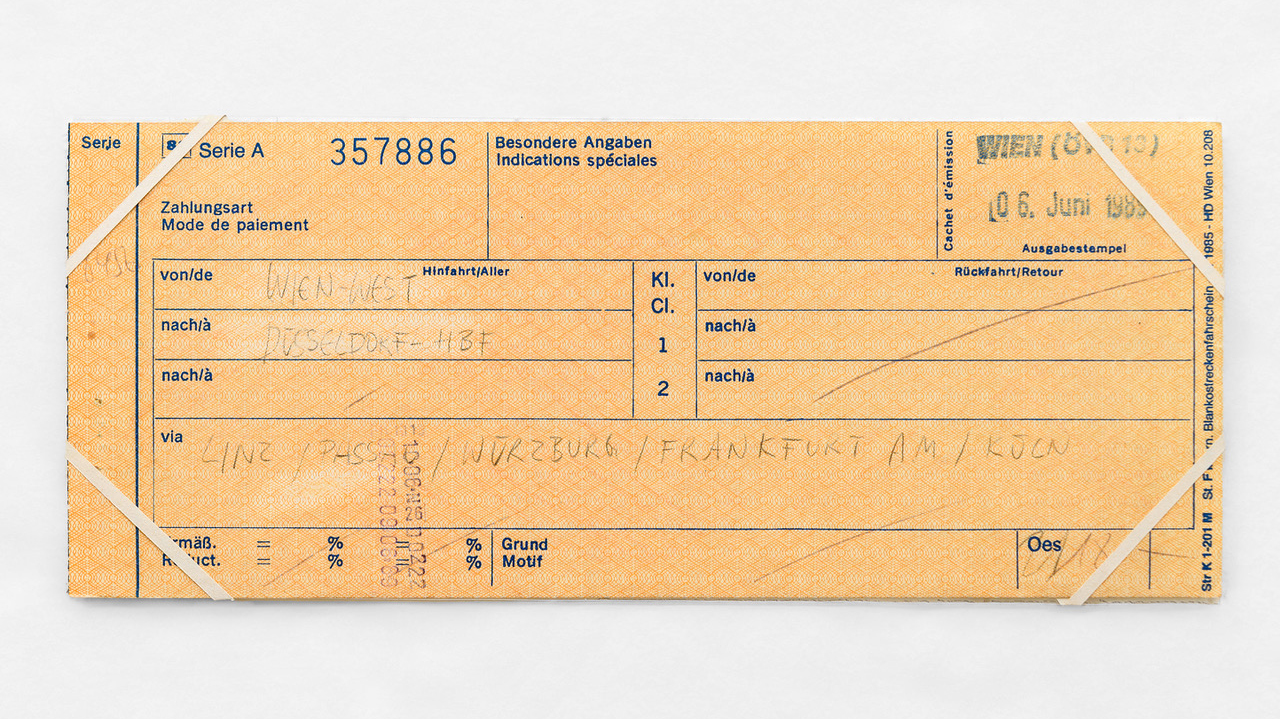 Serie
Serie A 357886
Besondere Angaben
Indications spéciales
Cachet d'émission
WIEN
06. Juni
Ausgabestempel
Zahlungsart
Mode de paiement
von/de Hinfahrt/Aller
WIEN-WEST
nach/à
DÜSSELDORF-HBF
nach/à
Kl.
Cl.
1
2
von/de Rückfahrt/Retour
nach/à
nach/à
via LINZ / / WÜRZBURG / FRANKFURT AM / KÖLN
= % % Grund
= % % Motif
Oes
Str K 1-201 M St. Blankostreckenfahrschein 1985 - HD Wien 10.208